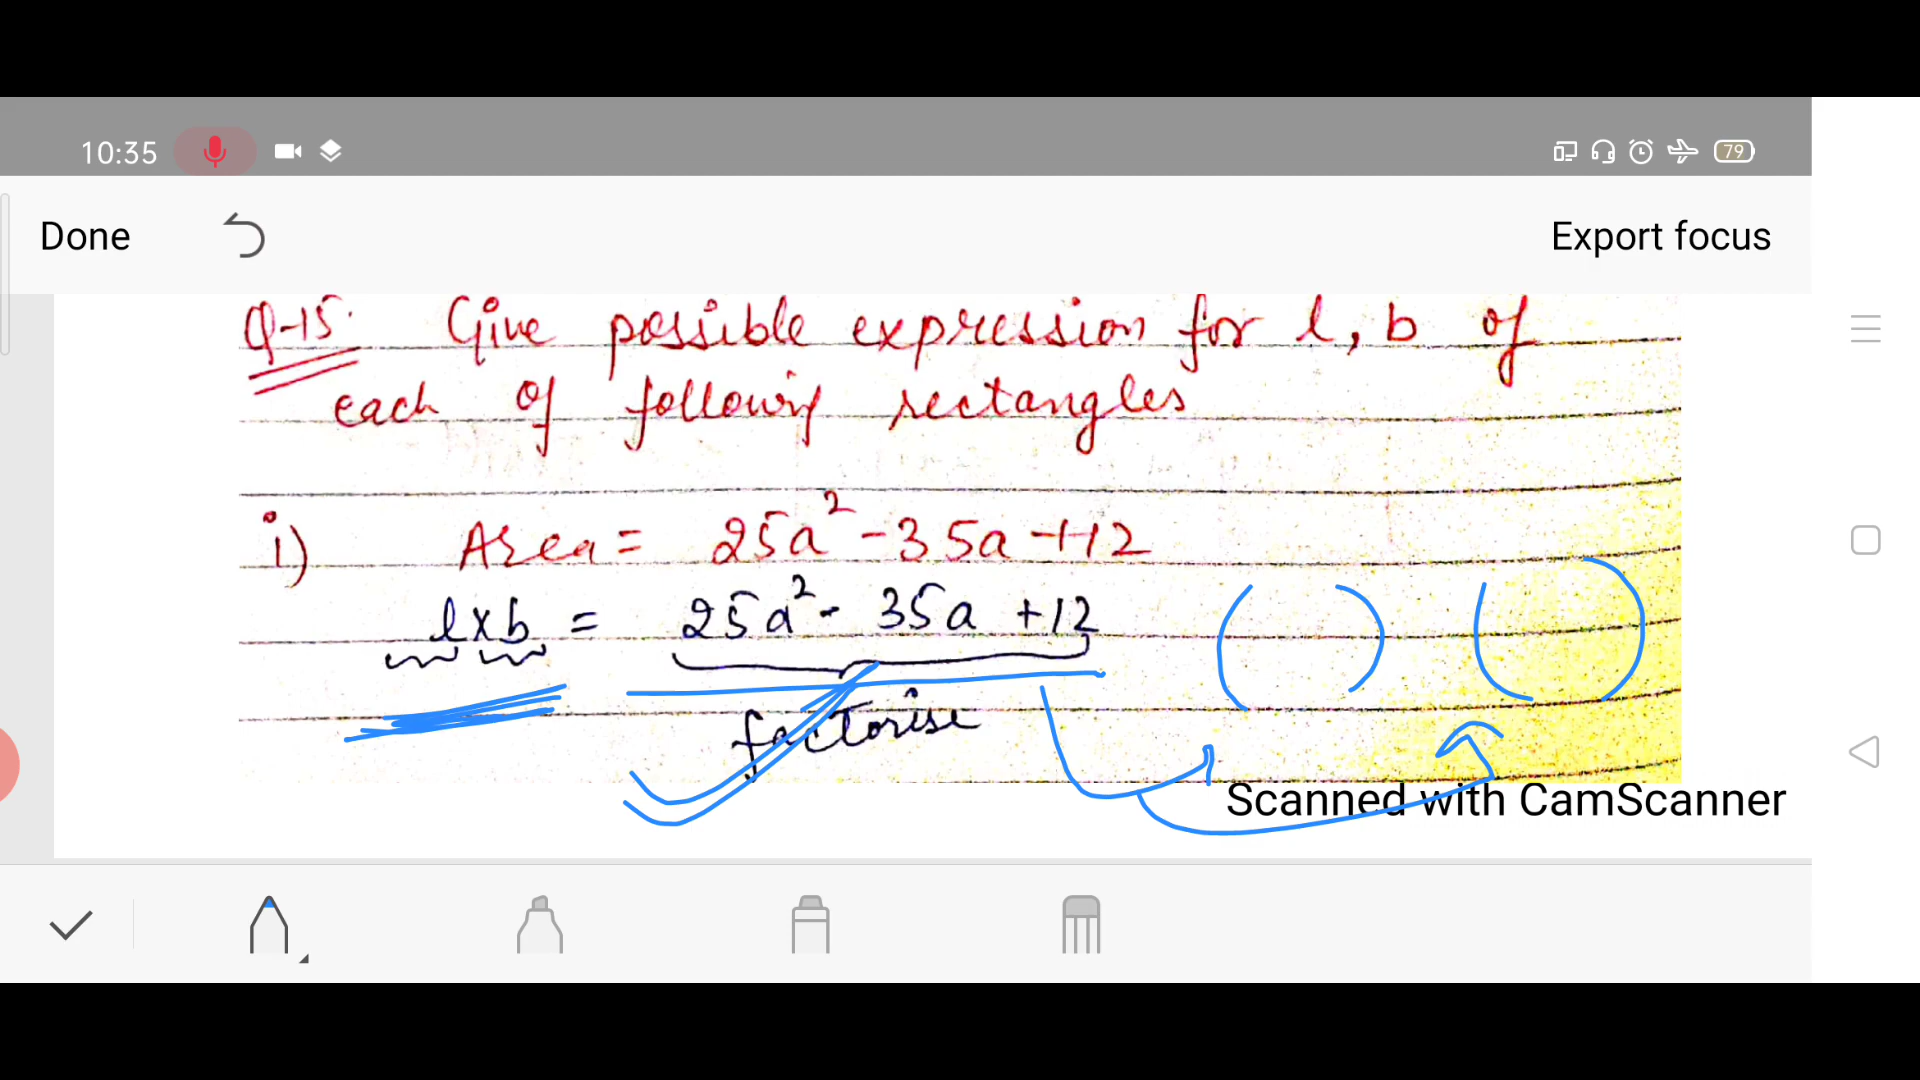 10:35 79
Done Export focus
Q-15. Give possible expression for l, b of
each of following rectangles
i) Area = 25a² - 35a + 12
l x b = 25a² - 35a + 12
factorise
Scanned with CamScanner